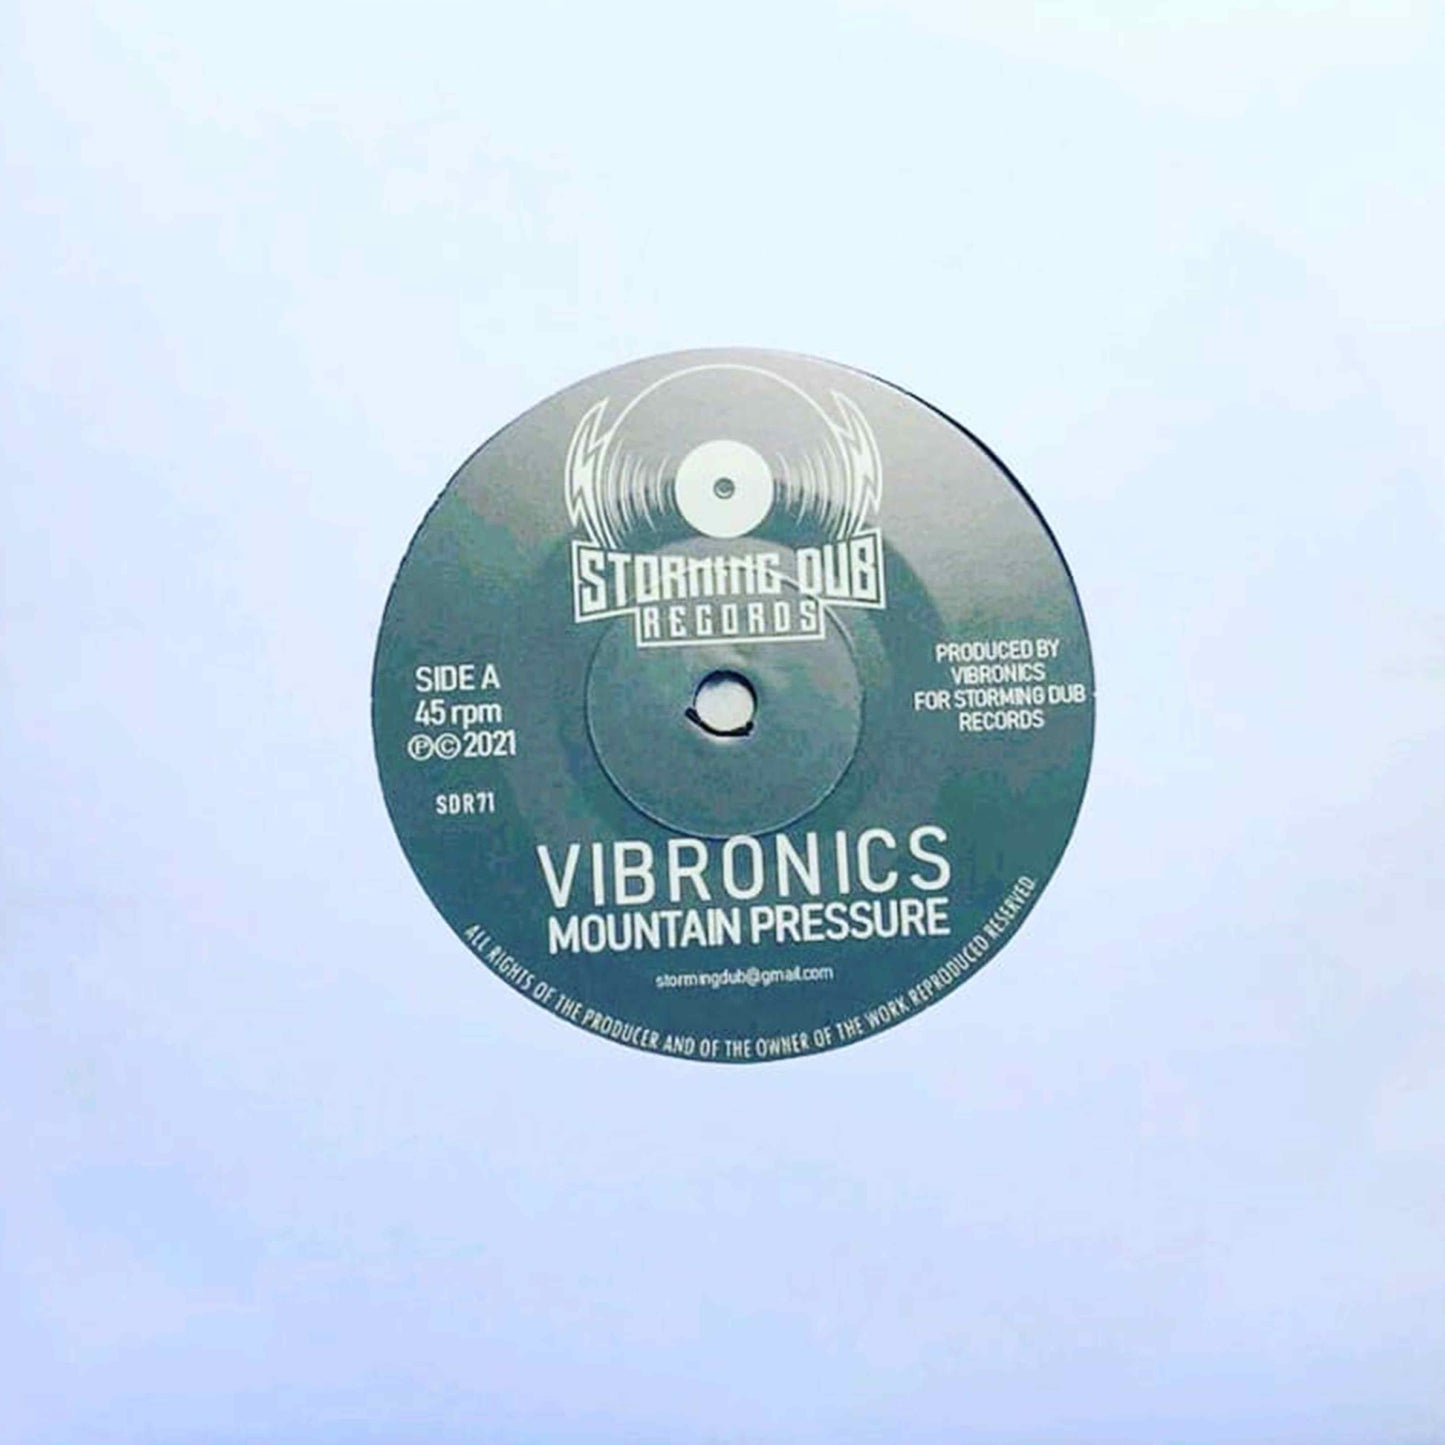 STORMING DUB
RECORDS
SIDE A
45 rpm
℗© 2021
SDR71
PRODUCED BY
VIBRONICS
FOR STORMING DUB
RECORDS
VIBRONICS
MOUNTAIN PRESSURE
stormingdub@gmail.com
ALL RIGHTS OF THE PRODUCER AND OF THE OWNER OF THE WORK REPRODUCED RESERVED